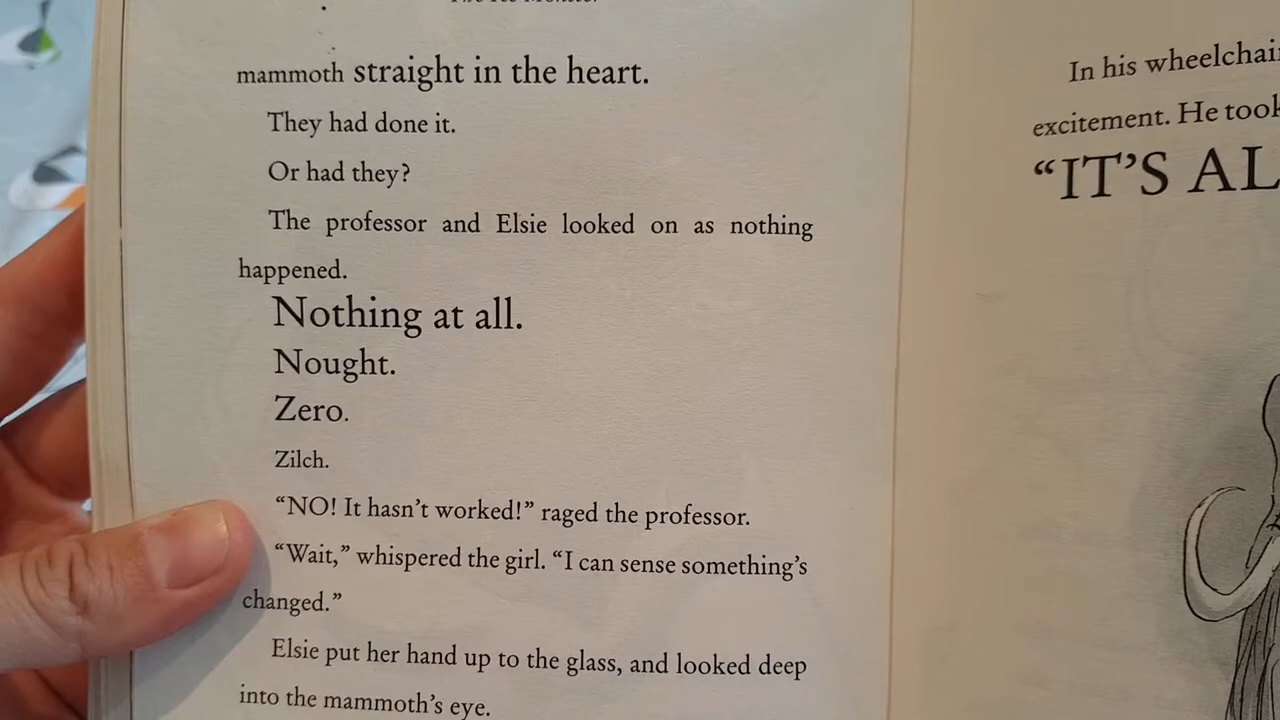 mammoth straight in the heart.
They had done it.
Or had they?
The professor and Elsie looked on as nothing
happened.
Nothing at all.
Nought.
Zero.
Zilch.
“NO! It hasn’t worked!” raged the professor.
“Wait,” whispered the girl. “I can sense something’s
changed.”
Elsie put her hand up to the glass, and looked deep
into the mammoth’s eye.
In his wheelchair
excitement. He took
“IT’S AL